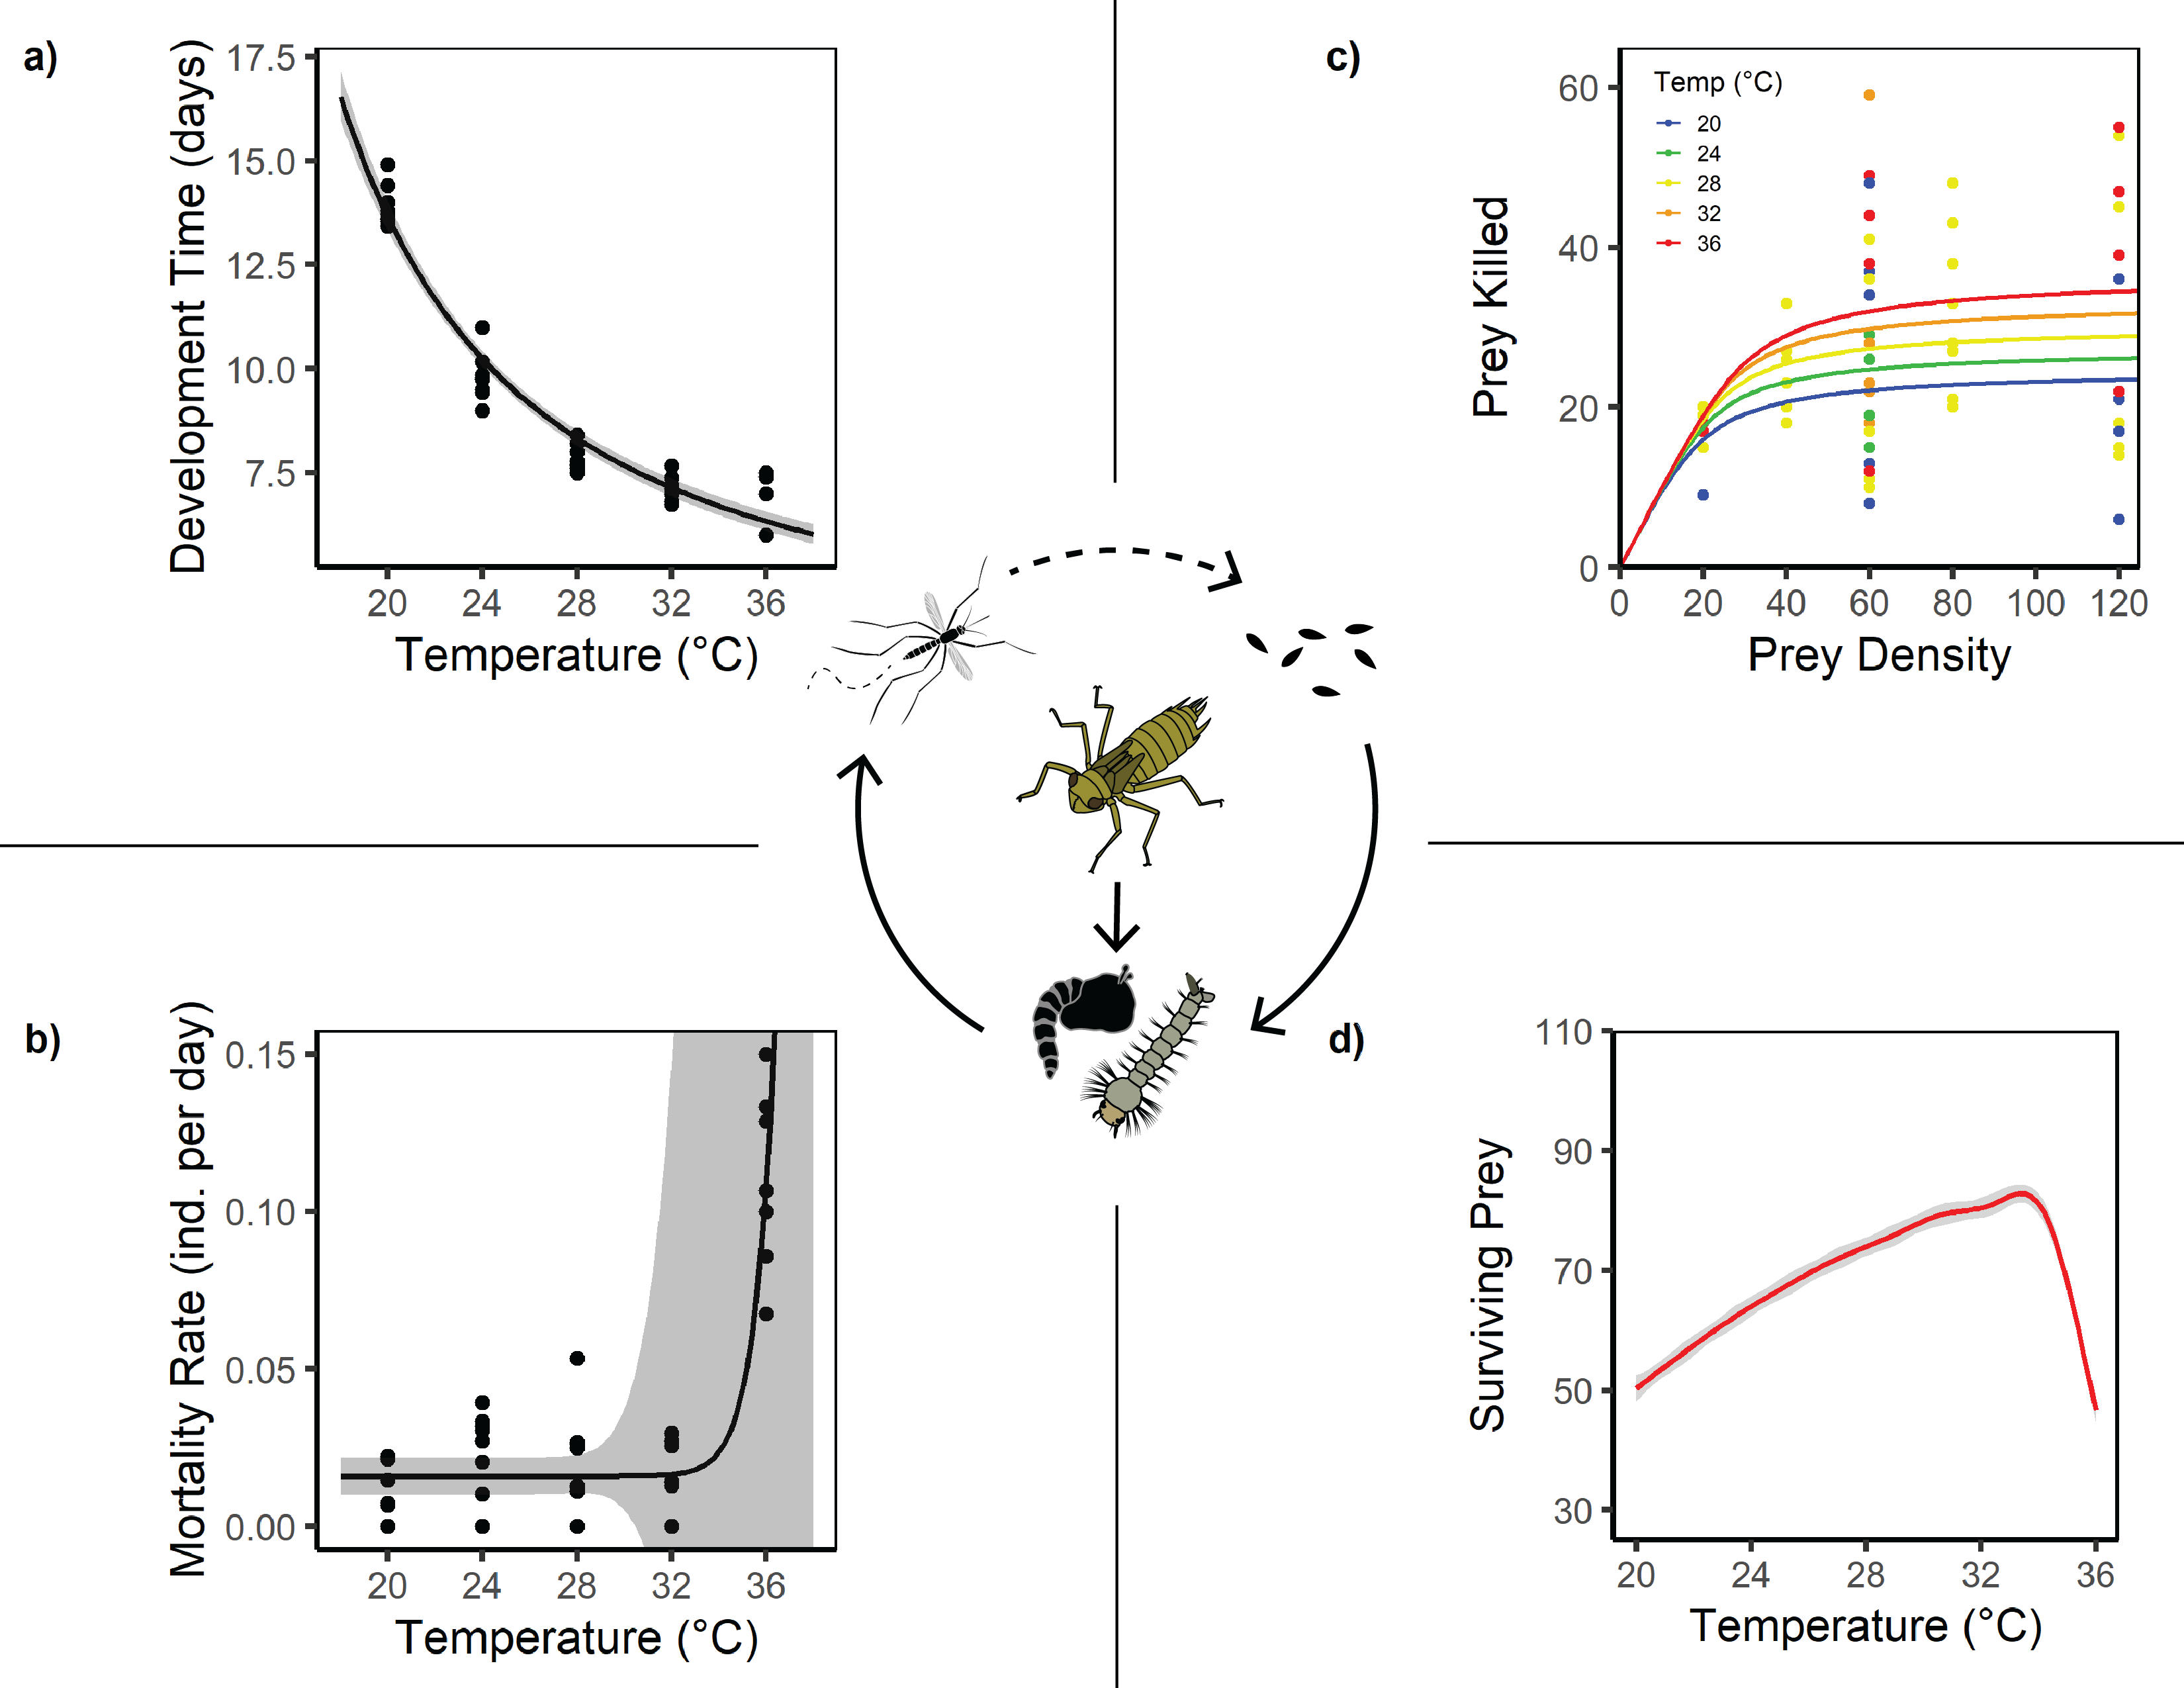 a)
17.5
15.0
12.5
10.0
7.5
Development Time (days)
20 24 28 32 36
Temperature (°C)
c)
60
40
20
0
Prey Killed
Temp (°C)
20
24
28
32
36
0 20 40 60 80 100 120
Prey Density
b)
0.15
0.10
0.05
0.00
Mortality Rate (ind. per day)
20 24 28 32 36
Temperature (°C)
d)
110
90
70
50
30
Surviving Prey
20 24 28 32 36
Temperature (°C)